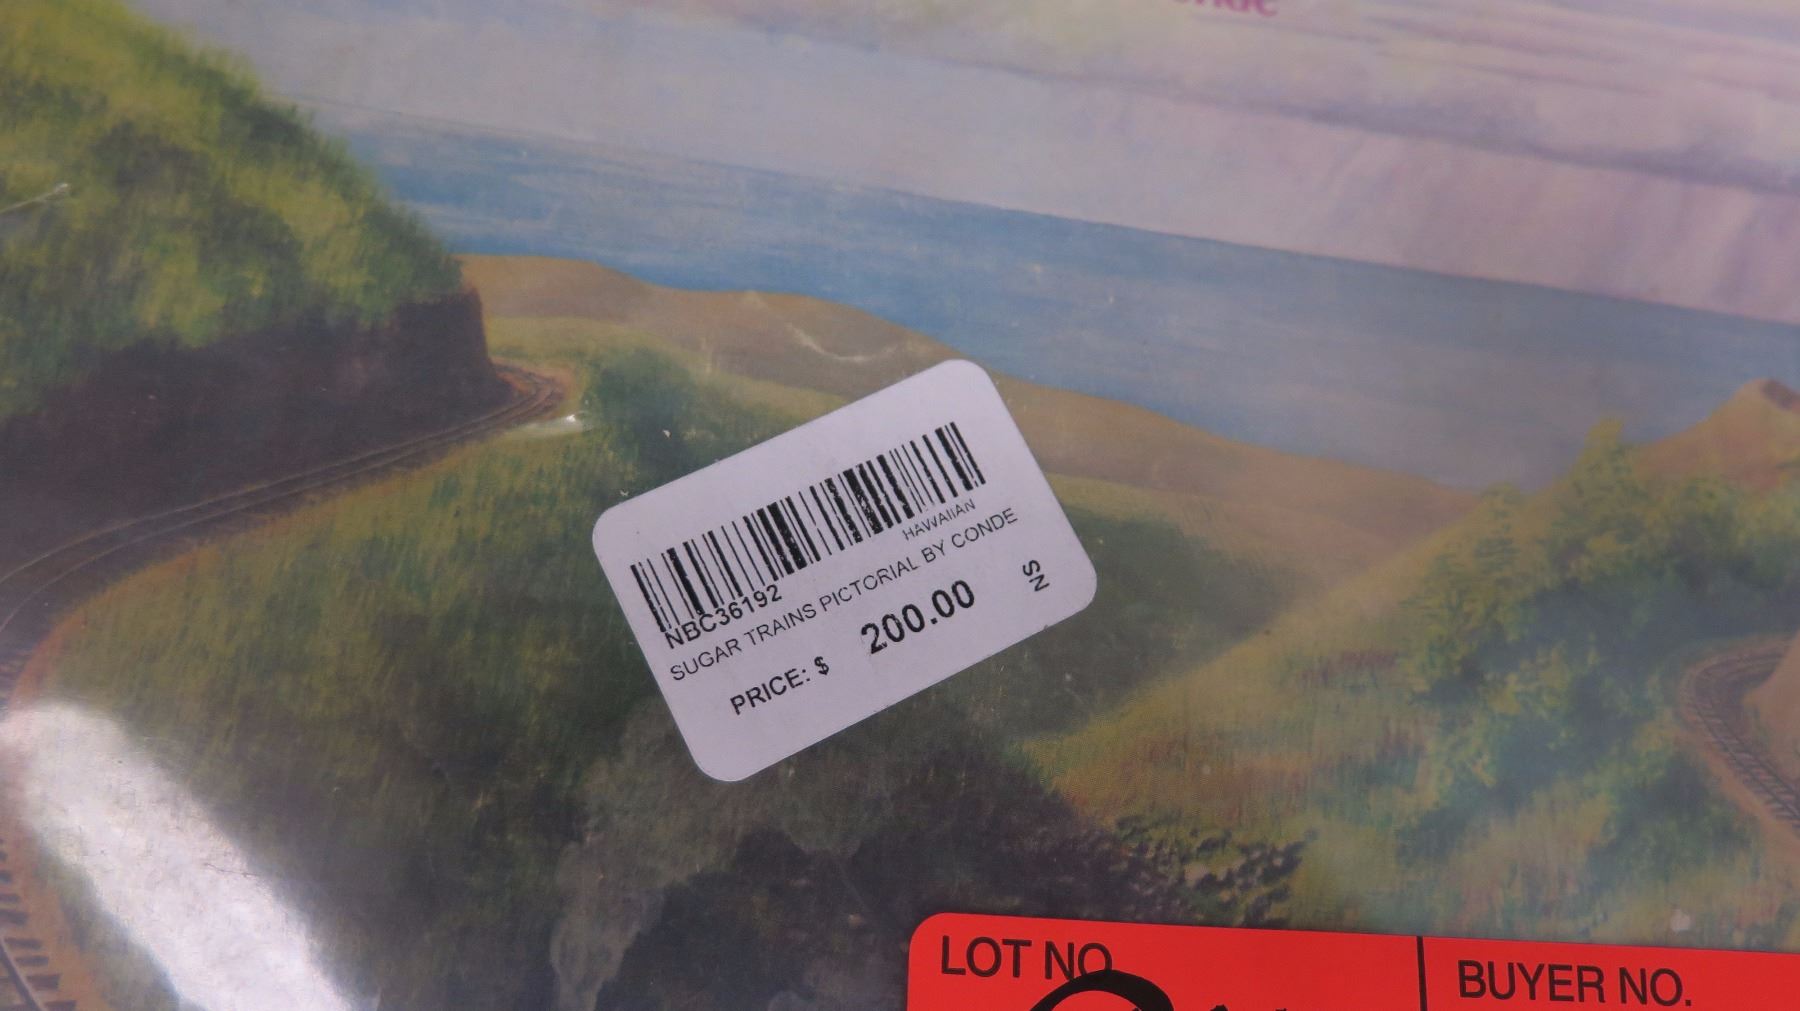 HAWAIIAN
NBC36192
SUGAR TRAINS PICTORIAL BY CONDE
PRICE: $ 200.00
NS
LOT NO.
BUYER NO.